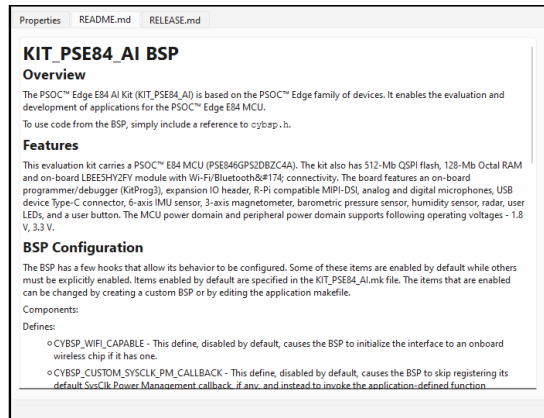 Properties README.md RELEASE.md
KIT_PSE84_AI BSP
Overview
The PSOC™ Edge E84 AI Kit (KIT_PSE84_AI) is based on the PSOC™ Edge family of devices. It enables the evaluation and
development of applications for the PSOC™ Edge E84 MCU.
To use code from the BSP, simply include a reference to cybsp.h.
Features
This evaluation kit carries a PSOC™ E84 MCU (PSE846GPS2DBZC4A). The kit also has 512-Mb QSPI flash, 128-Mb Octal RAM
and on-board LBEE5HY2FY module with Wi-Fi/Bluetooth&#174; connectivity. The board features an on-board
programmer/debugger (KitProg3), expansion IO header, R-Pi compatible MIPI-DSI, analog and digital microphones, USB
device Type-C connector, 6-axis IMU sensor, 3-axis magnetometer, barometric pressure sensor, humidity sensor, radar, user
LEDs, and a user button. The MCU power domain and peripheral power domain supports following operating voltages - 1.8
V, 3.3 V.
BSP Configuration
The BSP has a few hooks that allow its behavior to be configured. Some of these items are enabled by default while others
must be explicitly enabled. Items enabled by default are specified in the KIT_PSE84_AI.mk file. The items that are enabled
can be changed by creating a custom BSP or by editing the application makefile.
Components:
Defines:
CYBSP_WIFI_CAPABLE - This define, disabled by default, causes the BSP to initialize the interface to an onboard
wireless chip if it has one.
CYBSP_CUSTOM_SYSCLK_PM_CALLBACK - This define, disabled by default, causes the BSP to skip registering its
default SysClk Power Management callback, if any, and instead to invoke the application-defined function